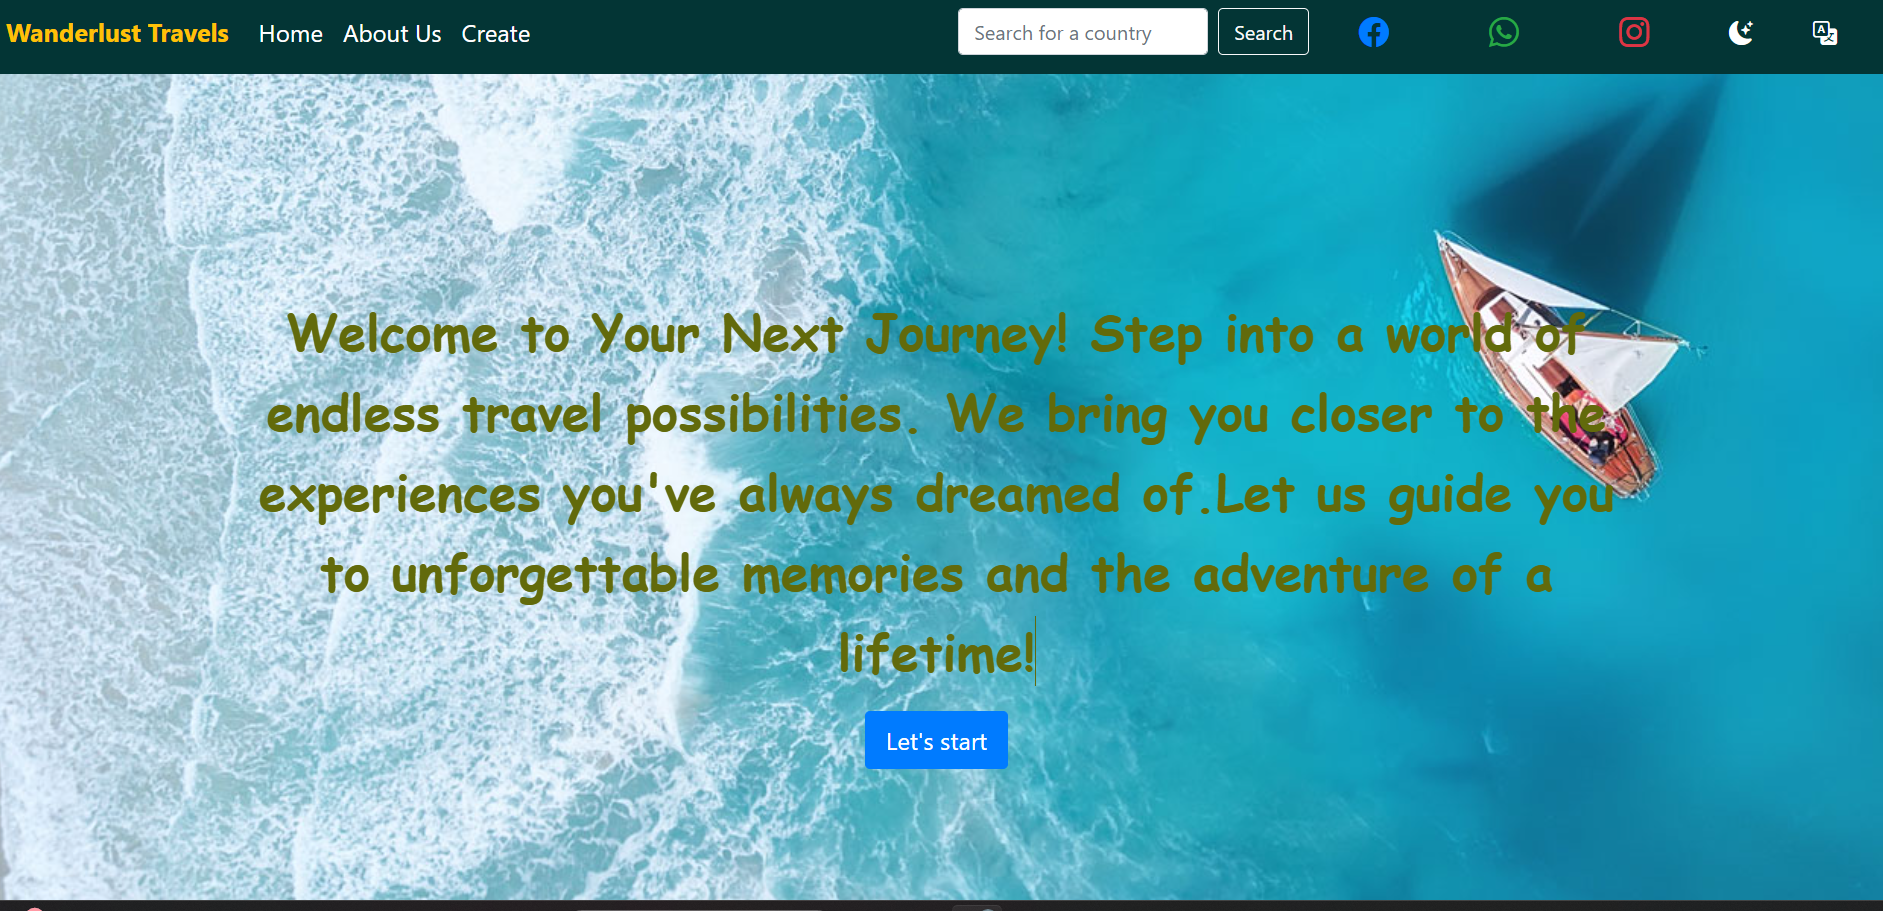 Wanderlust Travels Home About Us Create Search for a country Search
Welcome to Your Next Journey! Step into a world of
endless travel possibilities. We bring you closer to the
experiences you've always dreamed of.Let us guide you
to unforgettable memories and the adventure of a
lifetime!
Let's start